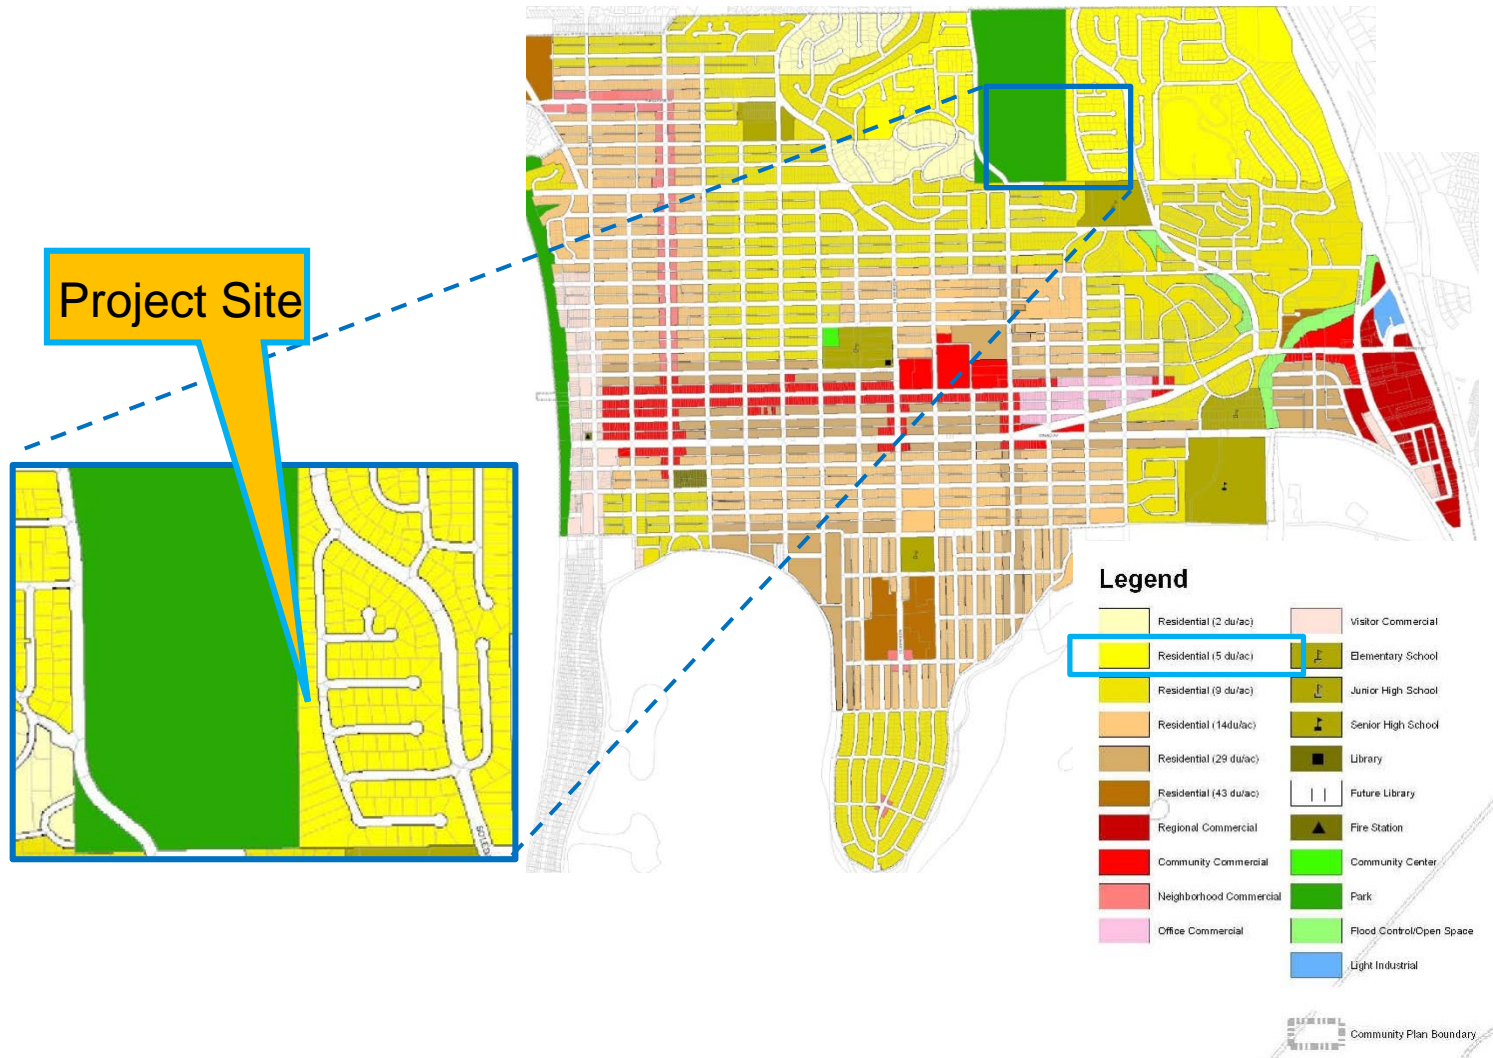 Project Site
SOLED
Legend
Residential (2 du/ac)
Residential (5 du/ac)
Residential (9 du/ac)
Residential (14du/ac)
Residential (29 du/ac)
Residential (43 du/ac)
Regional Commercial
Community Commercial
Neighborhood Commercial
Office Commercial
Visitor Commercial
Elementary School
Junior High School
Senior High School
Library
Future Library
Fire Station
Community Center
Park
Flood Control/Open Space
Light Industrial
Community Plan Boundary